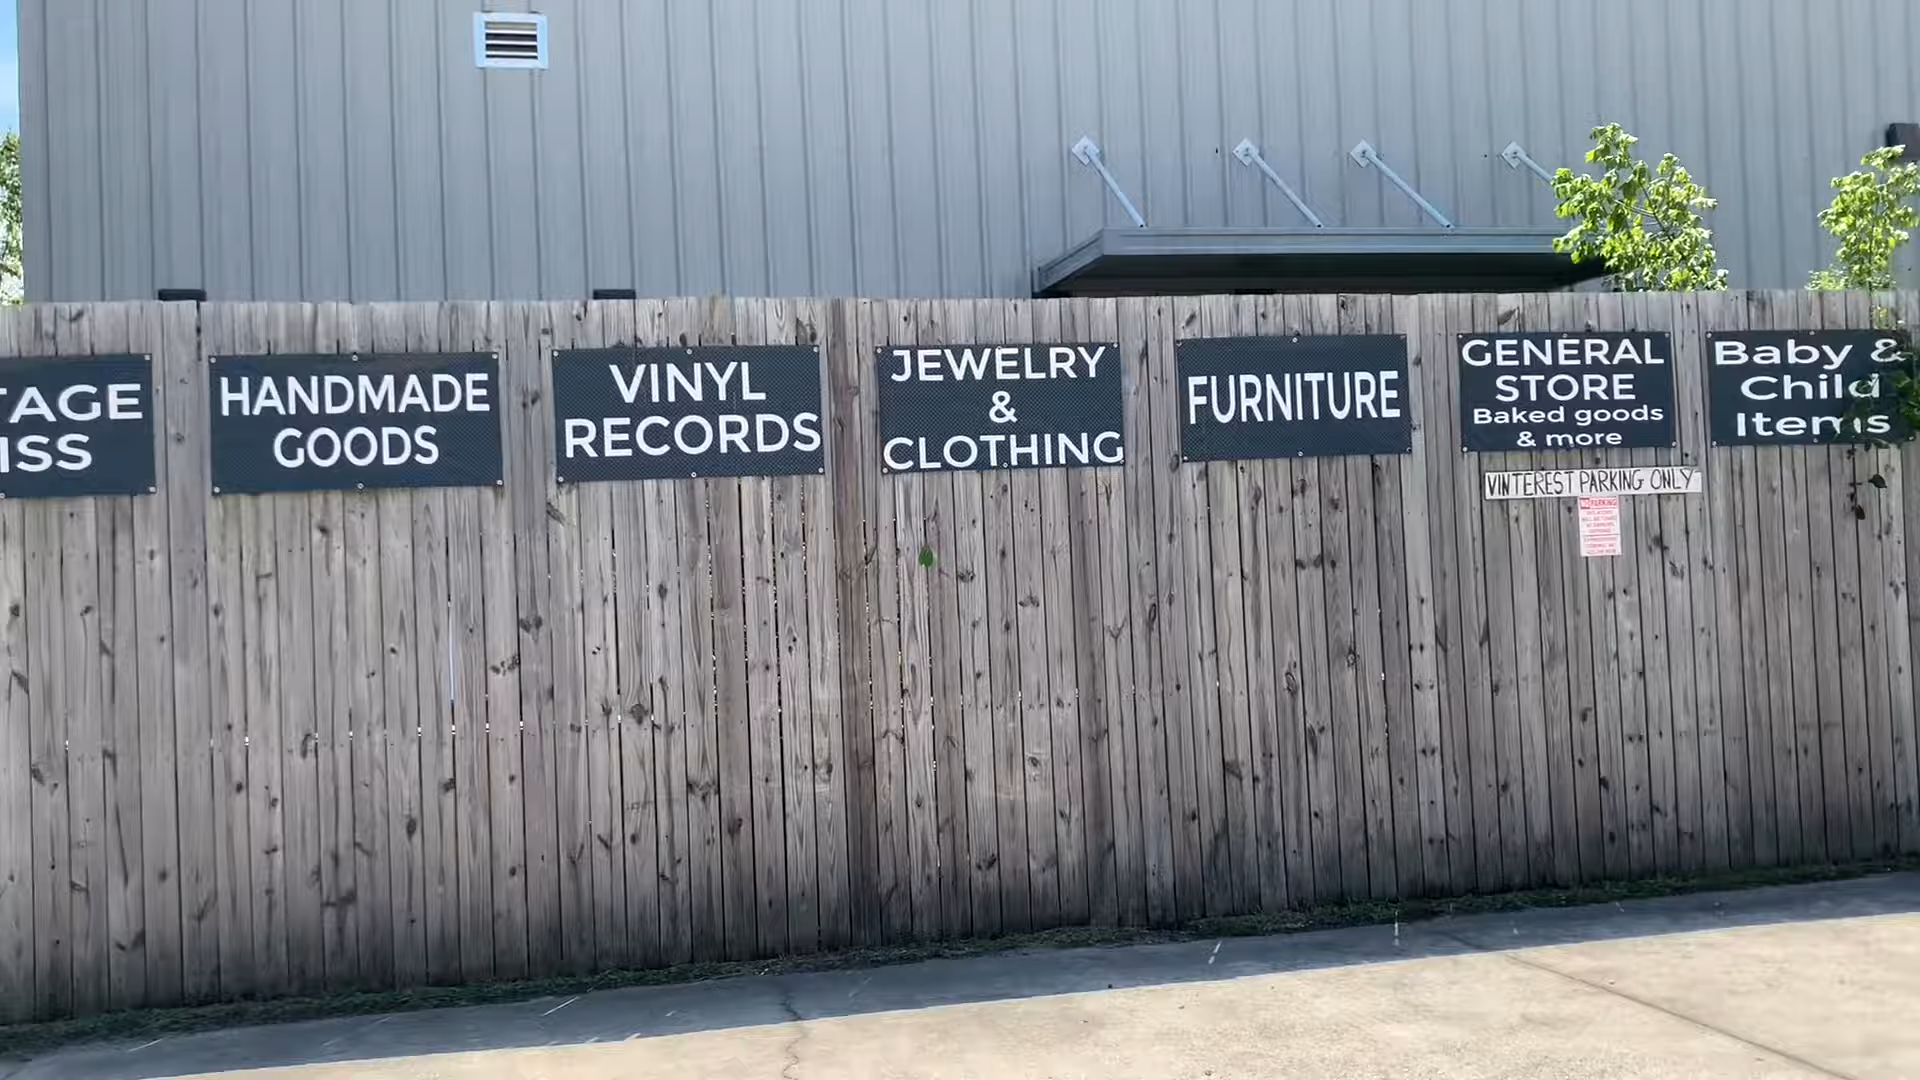 TAGE
ISS
HANDMADE
GOODS
VINYL
RECORDS
JEWELRY
&
CLOTHING
FURNITURE
GENERAL
STORE
Baked goods
& more
Baby &
Child
Items
VINTEREST PARKING ONLY